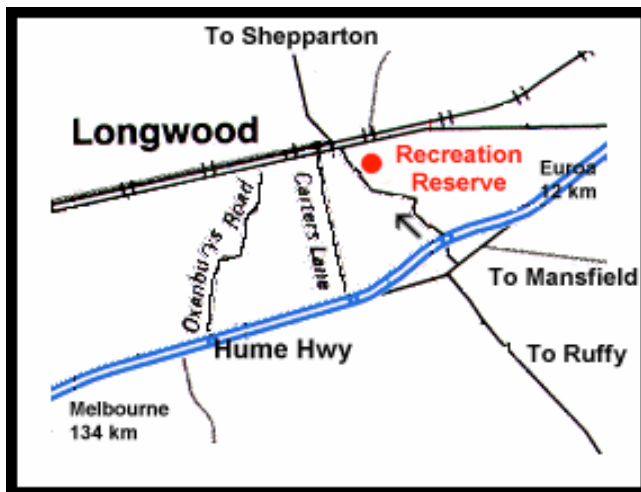 To Shepparton
Longwood
Recreation
Reserve
Euroa
12 km
Oxenburys Road
Carters Lane
To Mansfield
Hume Hwy
To Ruffy
Melbourne
134 km